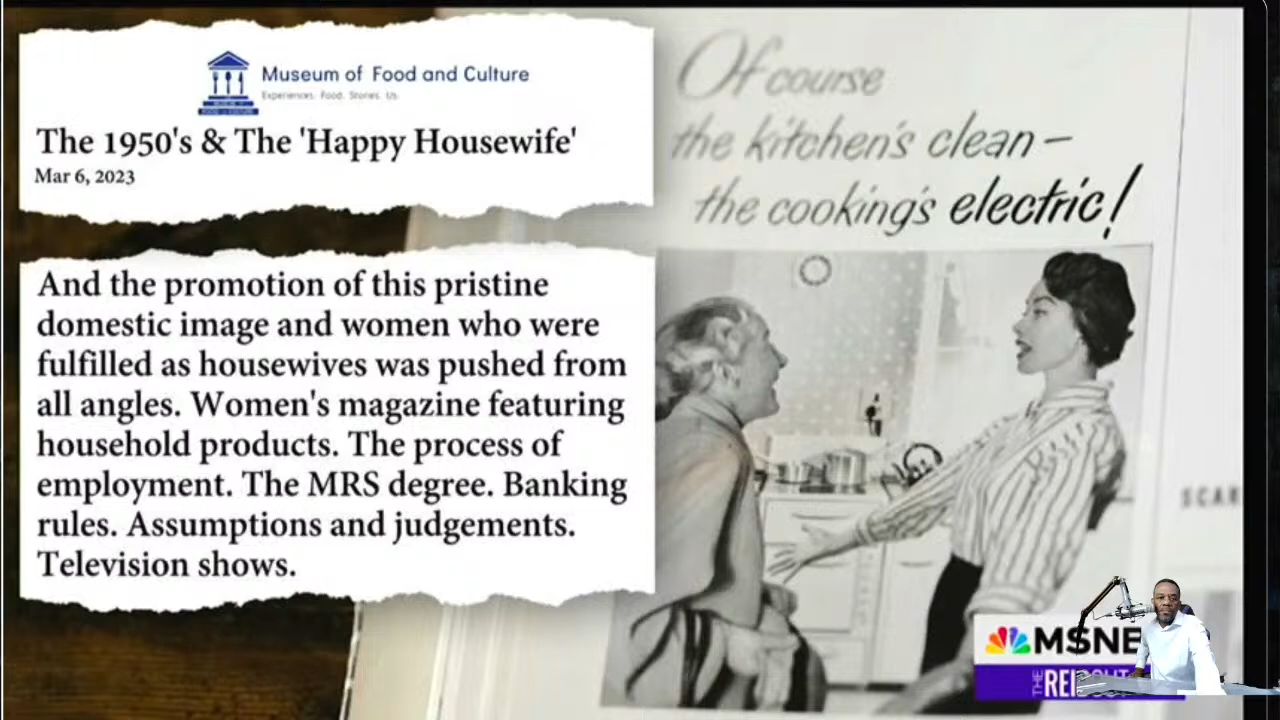 Museum of Food and Culture
Experiences. Food. Stories. Us.
The 1950's & The 'Happy Housewife'
Mar 6, 2023
And the promotion of this pristine
domestic image and women who were
fulfilled as housewives was pushed from
all angles. Women's magazine featuring
household products. The process of
employment. The MRS degree. Banking
rules. Assumptions and judgements.
Television shows.
Of course
the kitchen's clean –
the cooking's electric!
SCAR
MSNB
THE